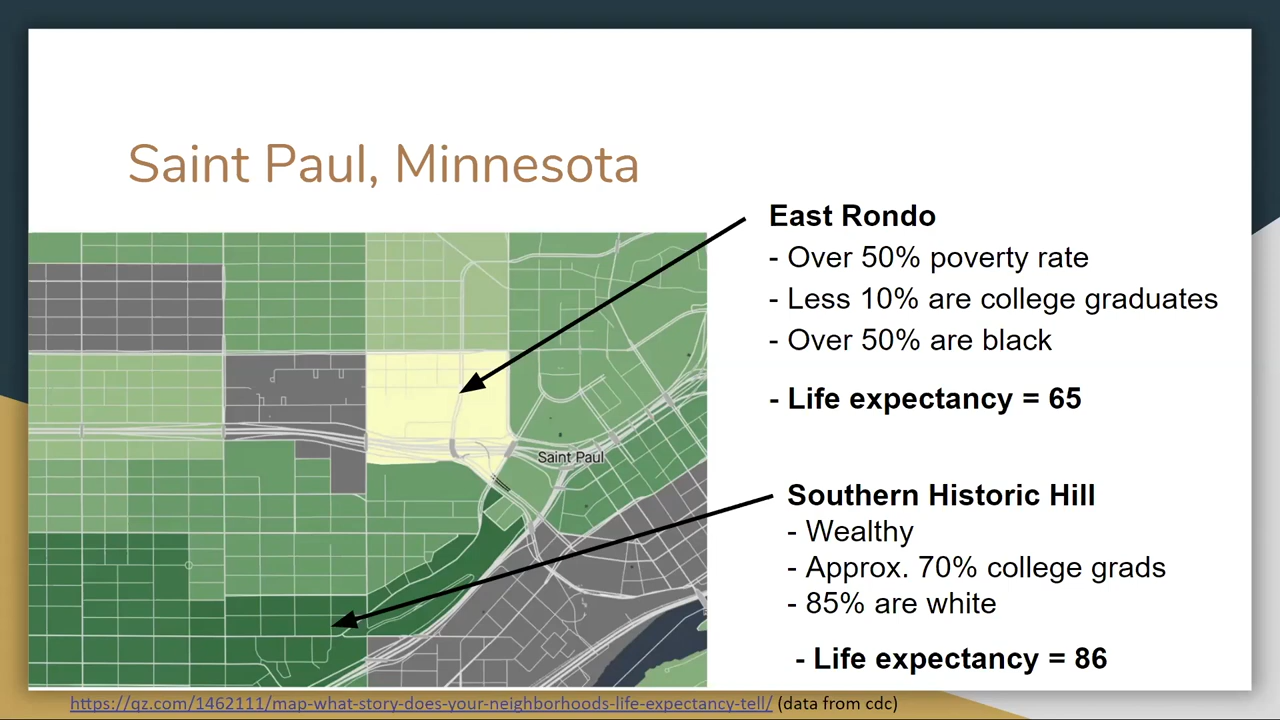 Saint Paul, Minnesota
East Rondo
- Over 50% poverty rate
- Less 10% are college graduates
- Over 50% are black
- Life expectancy = 65
Saint Paul
Southern Historic Hill
- Wealthy
- Approx. 70% college grads
- 85% are white
- Life expectancy = 86
https://qz.com/1462111/map-what-story-does-your-neighborhoods-life-expectancy-tell/ (data from cdc)